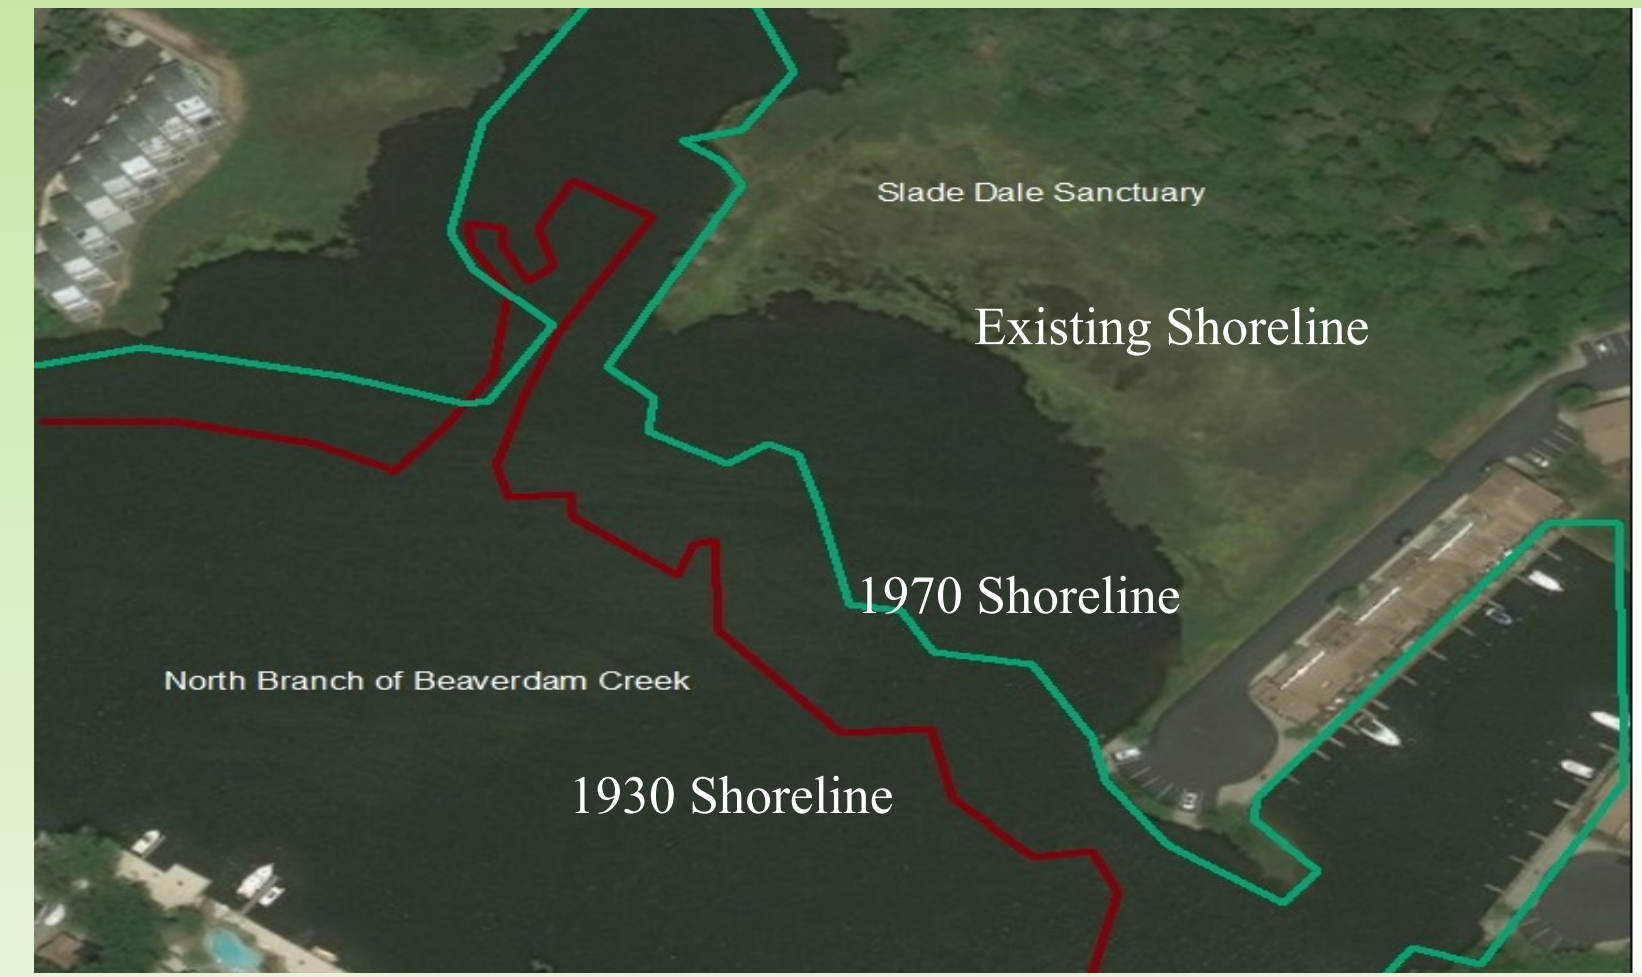 Slade Dale Sanctuary
Existing Shoreline
1970 Shoreline
North Branch of Beaverdam Creek
1930 Shoreline